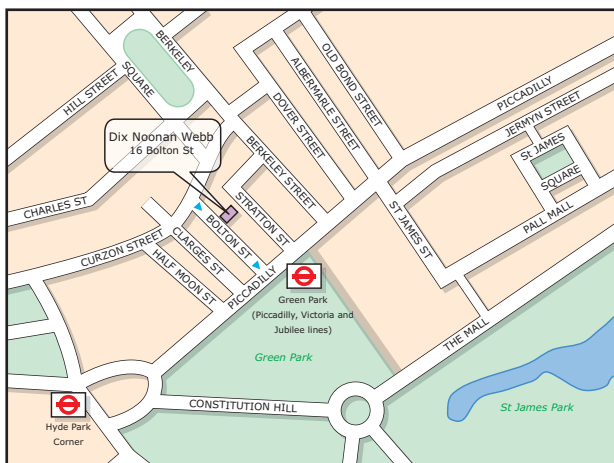 BERKELEY
SQUARE
HILL STREET
OLD BOND STREET
ALBERMARLE STREET
DOVER STREET
PICCADILLY
JERMYN STREET
St JAMES
SQUARE
Dix Noonan Webb
16 Bolton St
BERKELEY STREET
STRATTON ST
BOLTON ST
CHARLES ST
CURZON STREET
CLARGES ST
HALF MOON ST
PICCADILLY
ST JAMES ST
PALL MALL
Green Park
(Piccadilly, Victoria and
Jubilee lines)
THE MALL
Green Park
CONSTITUTION HILL
St James Park
Hyde Park
Corner